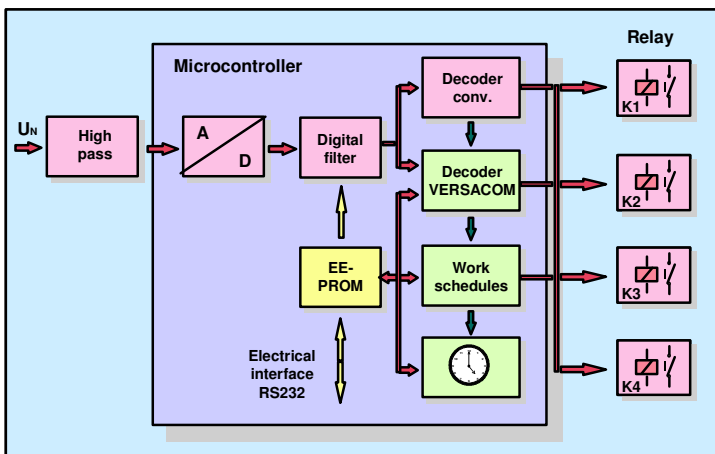 Relay
Microcontroller
Decoder
conv.
K1
UN
High
pass
A
D
Digital
filter
Decoder
VERSACOM
K2
EE-
PROM
Work
schedules
K3
Electrical
interface
RS232
K4